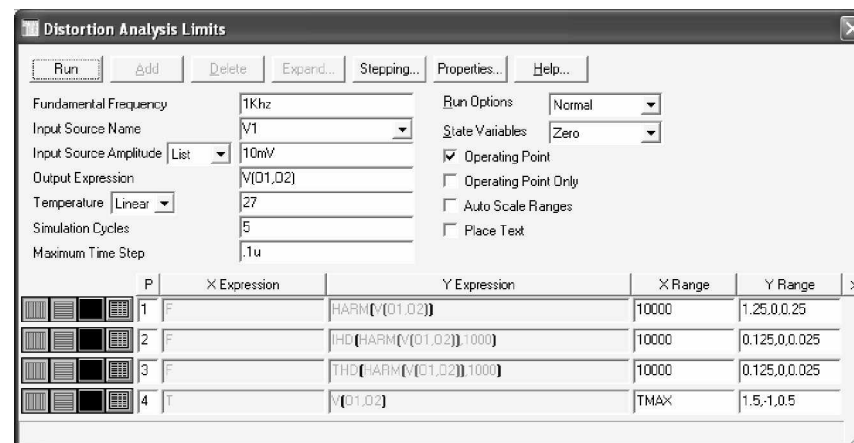 Distortion Analysis Limits
Run Add Delete Expand... Stepping... Properties... Help...
Fundamental Frequency 1Khz Run Options Normal
Input Source Name V1 State Variables Zero
Input Source Amplitude List 10mV Operating Point
Output Expression V(O1,O2) Operating Point Only
Temperature Linear 27 Auto Scale Ranges
Simulation Cycles 5 Place Text
Maximum Time Step .1u
P X Expression Y Expression X Range Y Range
1 F HARM(V(O1,O2)) 10000 1.25,0,0.25
2 F IHD(HARM(V(O1,O2)),1000) 10000 0.125,0,0.025
3 F THD(HARM(V(O1,O2)),1000) 10000 0.125,0,0.025
4 T V(O1,O2) TMAX 1.5,-1,0.5